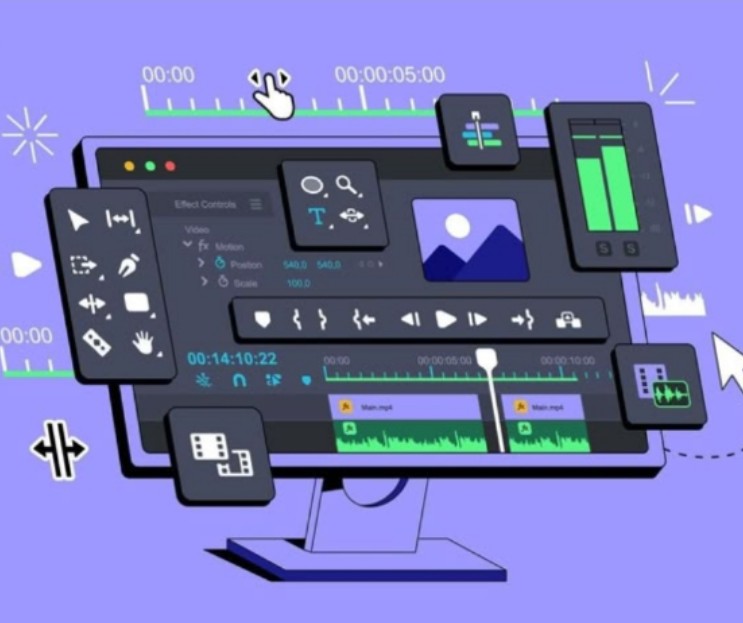 00:00
00:00:05:00
Effect Controls
Video
fx Motion
Position 540,0 540,0
Scale 100,0
T
00:00
00:14:10:22
00:00
00:00:05:00
00:00:10:00
fx Main.mp4
fx Main.mp4
S S